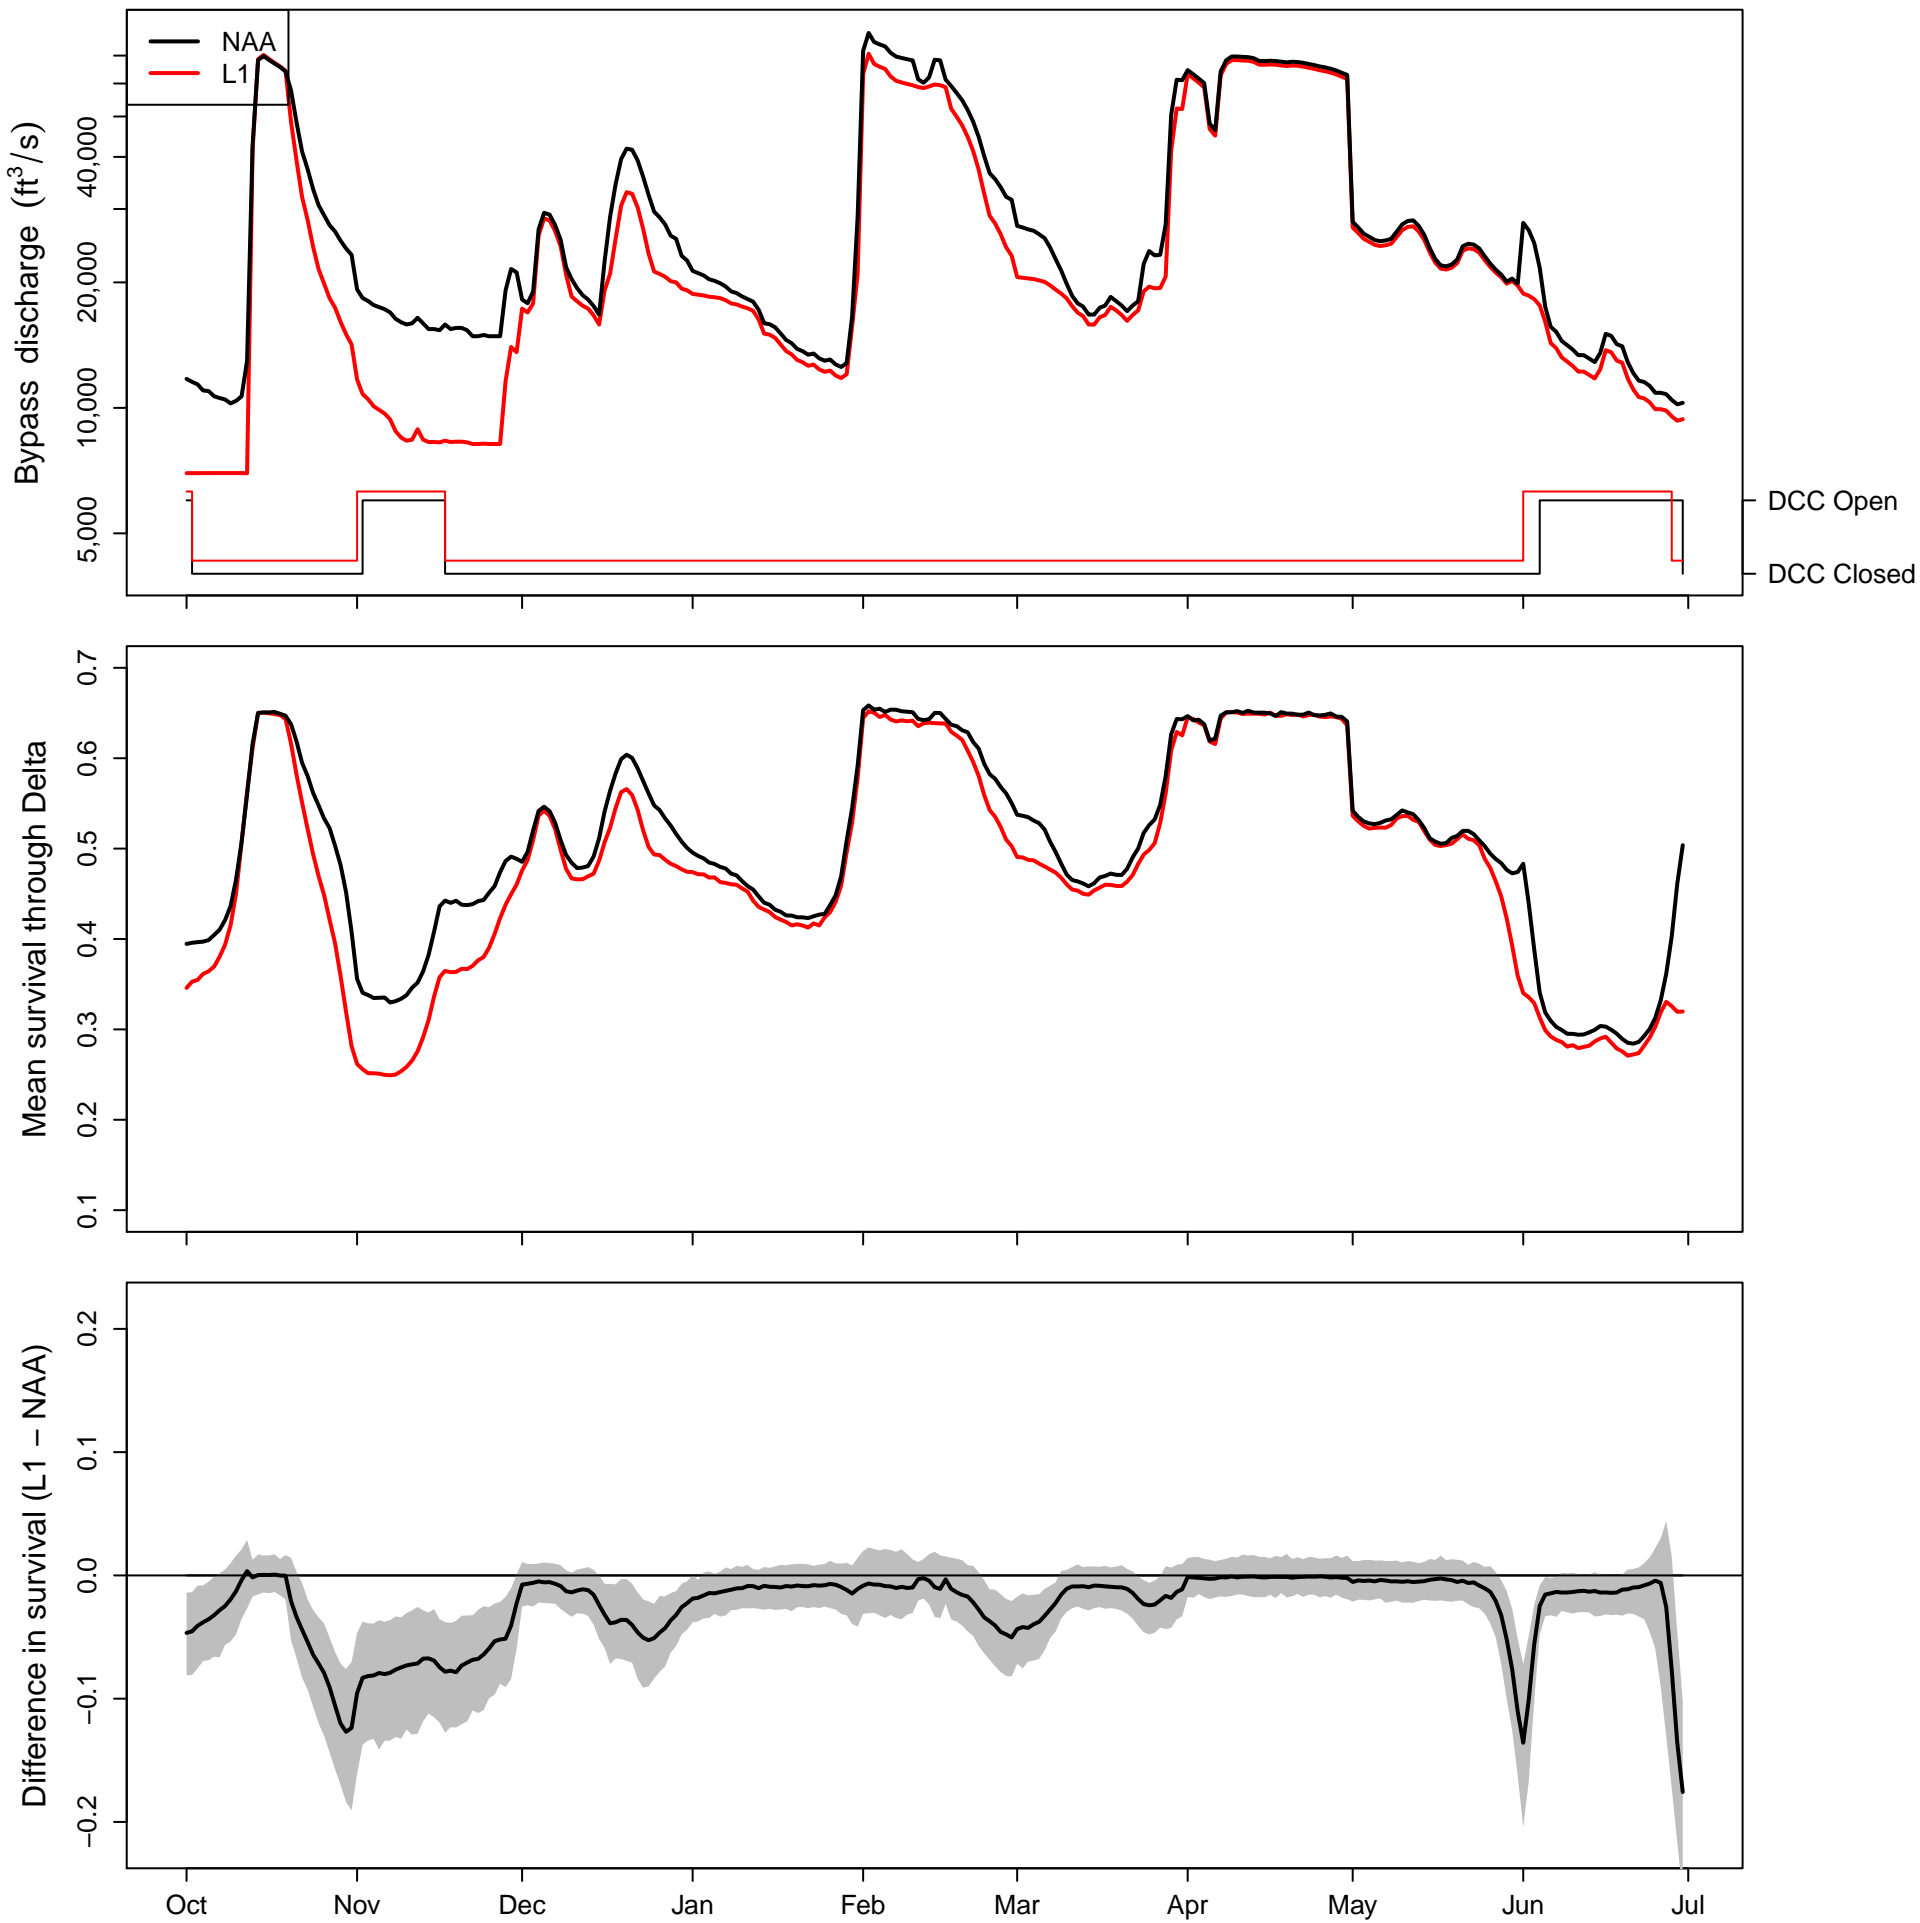 NAA
L1
Bypass discharge (ft³/s)
40,000
20,000
10,000
5,000
DCC Open
DCC Closed
Mean survival through Delta
0.7
0.6
0.5
0.4
0.3
0.2
0.1
Difference in survival (L1 − NAA)
0.2
0.1
0.0
−0.1
−0.2
Oct Nov Dec Jan Feb Mar Apr May Jun Jul